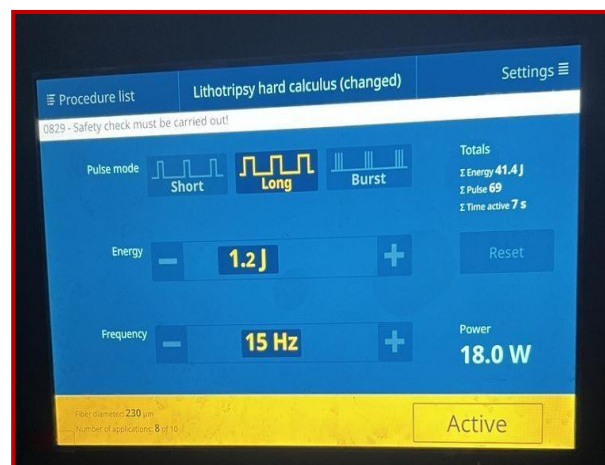 Procedure list
Lithotripsy hard calculus (changed)
Settings
0829 - Safety check must be carried out!
Pulse mode
Short
Long
Burst
Totals
Σ Energy 41.4 J
Σ Pulse 69
Σ Time active 7 s
Energy
−
1.2 J
+
Reset
Frequency
−
15 Hz
+
Power
18.0 W
Fiber diameter: 230 µm
Number of applications: 8 of 10
Active